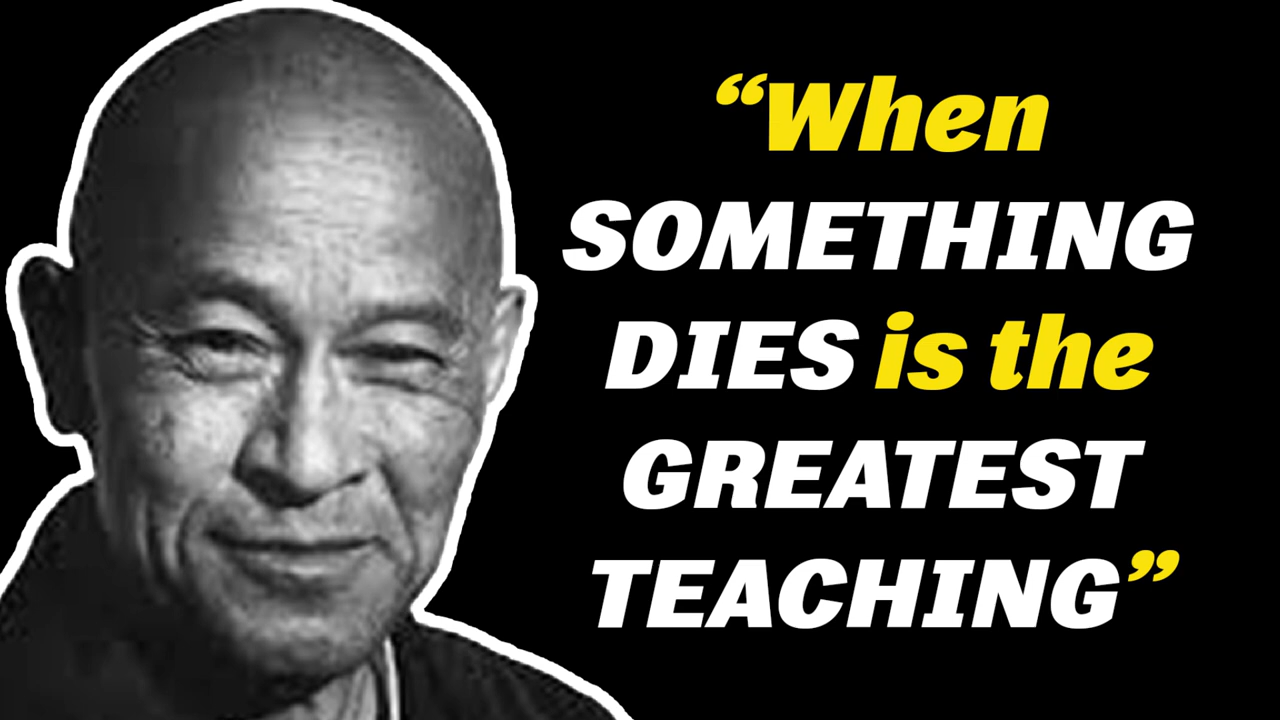 “When
SOMETHING
DIES is the
GREATEST
TEACHING”